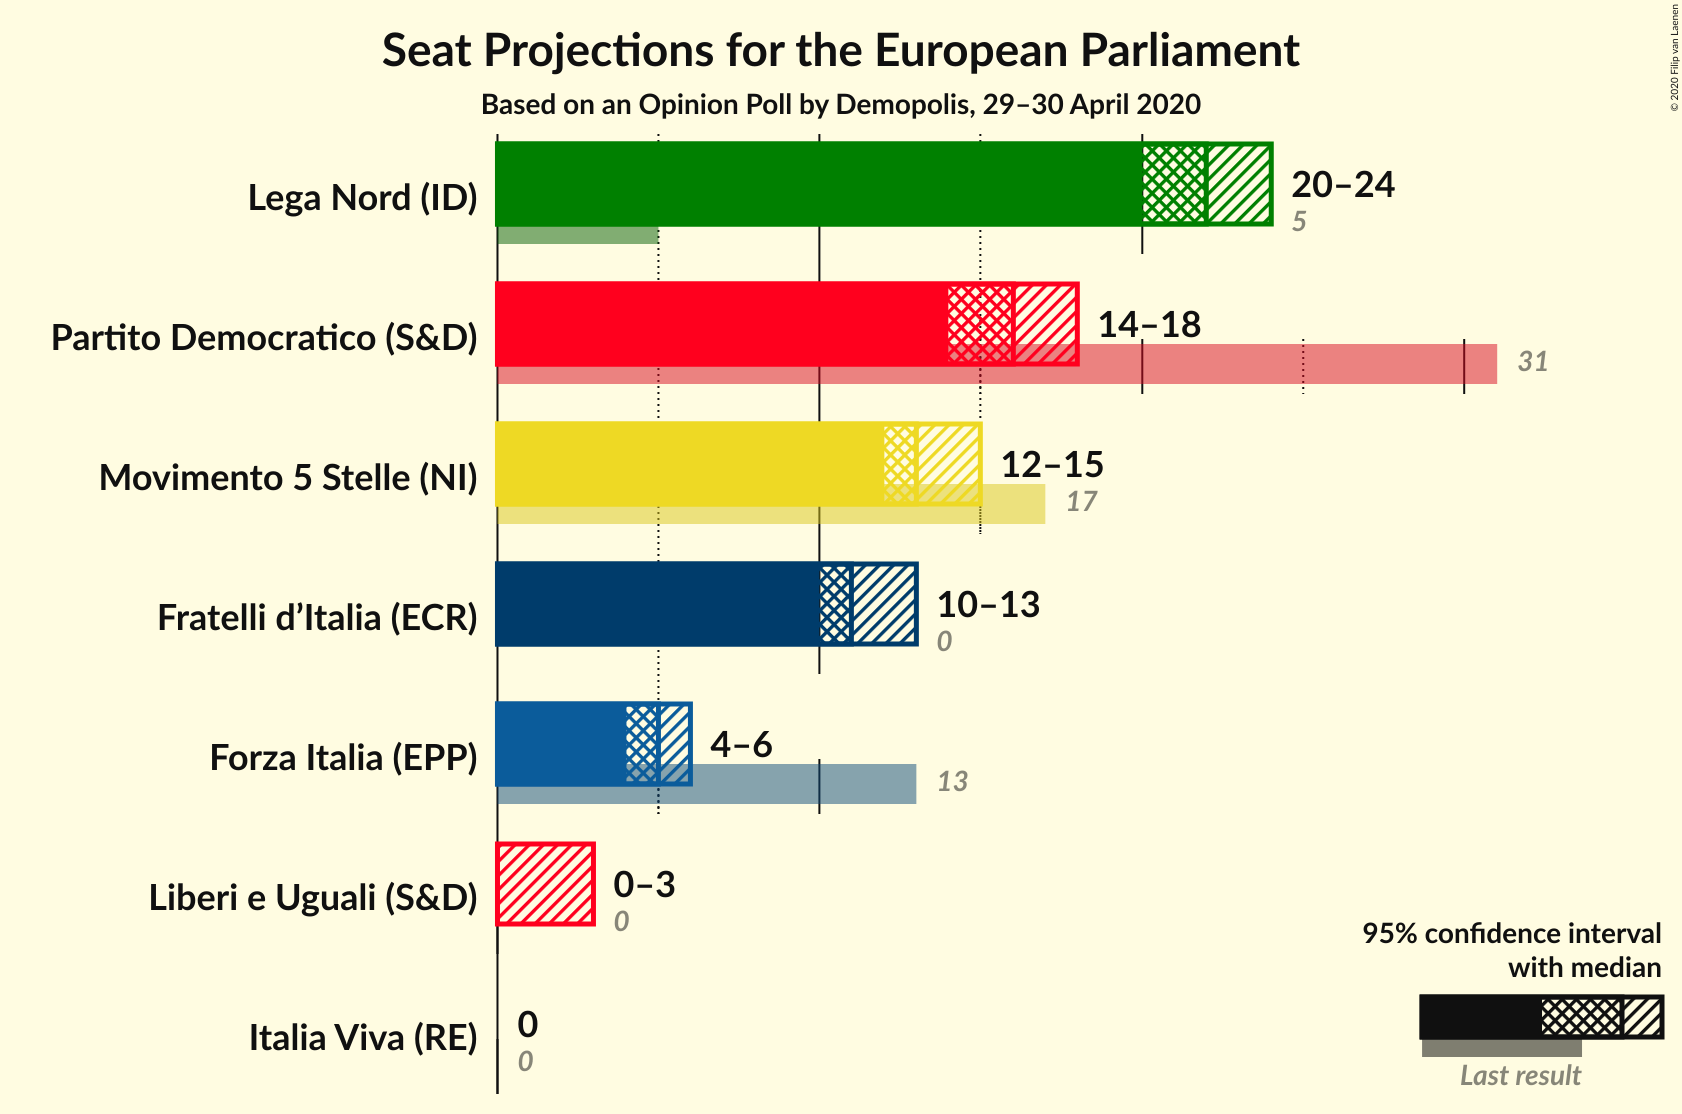 Seat Projections for the European Parliament
Based on an Opinion Poll by Demopolis, 29–30 April 2020
© 2020 Filip van Laenen
Lega Nord (ID)
20–24
5
Partito Democratico (S&D)
14–18
31
Movimento 5 Stelle (NI)
12–15
17
Fratelli d’Italia (ECR)
10–13
0
Forza Italia (EPP)
4–6
13
Liberi e Uguali (S&D)
0–3
0
Italia Viva (RE)
0
0
95% confidence interval
with median
Last result